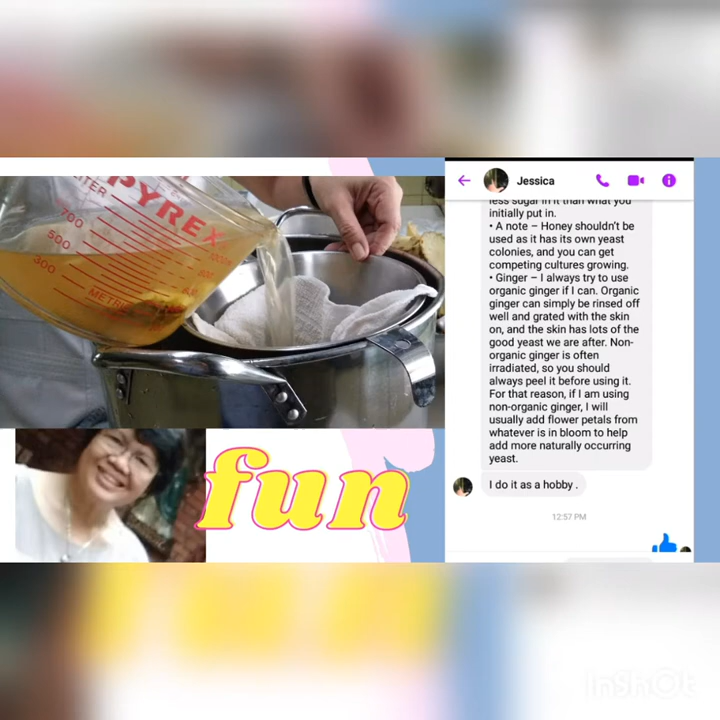 LITER
PYREX
700
500
300
1000
800
600
METRIC
fun
Jessica
less sugar in it than what you
initially put in.
• A note – Honey shouldn't be
used as it has its own yeast
colonies, and you can get
competing cultures growing.
• Ginger – I always try to use
organic ginger if I can. Organic
ginger can simply be rinsed off
well and grated with the skin
on, and the skin has lots of the
good yeast we are after. Non-
organic ginger is often
irradiated, so you should
always peel it before using it.
For that reason, if I am using
non-organic ginger, I will
usually add flower petals from
whatever is in bloom to help
add more naturally occurring
yeast.
I do it as a hobby .
12:57 PM
InShOt